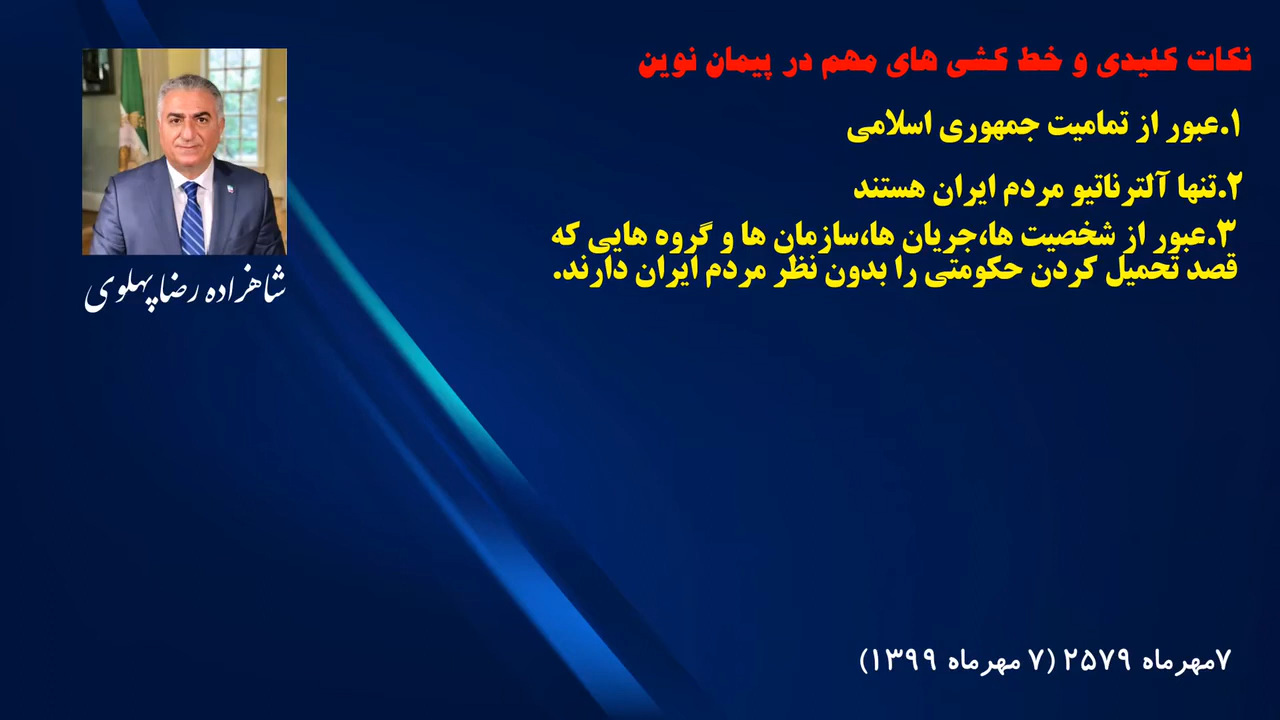 نکات کلیدی و خط کشی های مهم در پیمان نوین
۱.عبور از تمامیت جمهوری اسلامی
۲.تنها آلترناتیو مردم ایران هستند
۳.عبور از شخصیت ها،جریان ها،سازمان ها و گروه هایی که
قصد تحمیل کردن حکومتی را بدون نظر مردم ایران دارند.
شاهزاده رضا پهلوی
۷مهرماه ۲۵۷۹ (۷ مهرماه ۱۳۹۹)